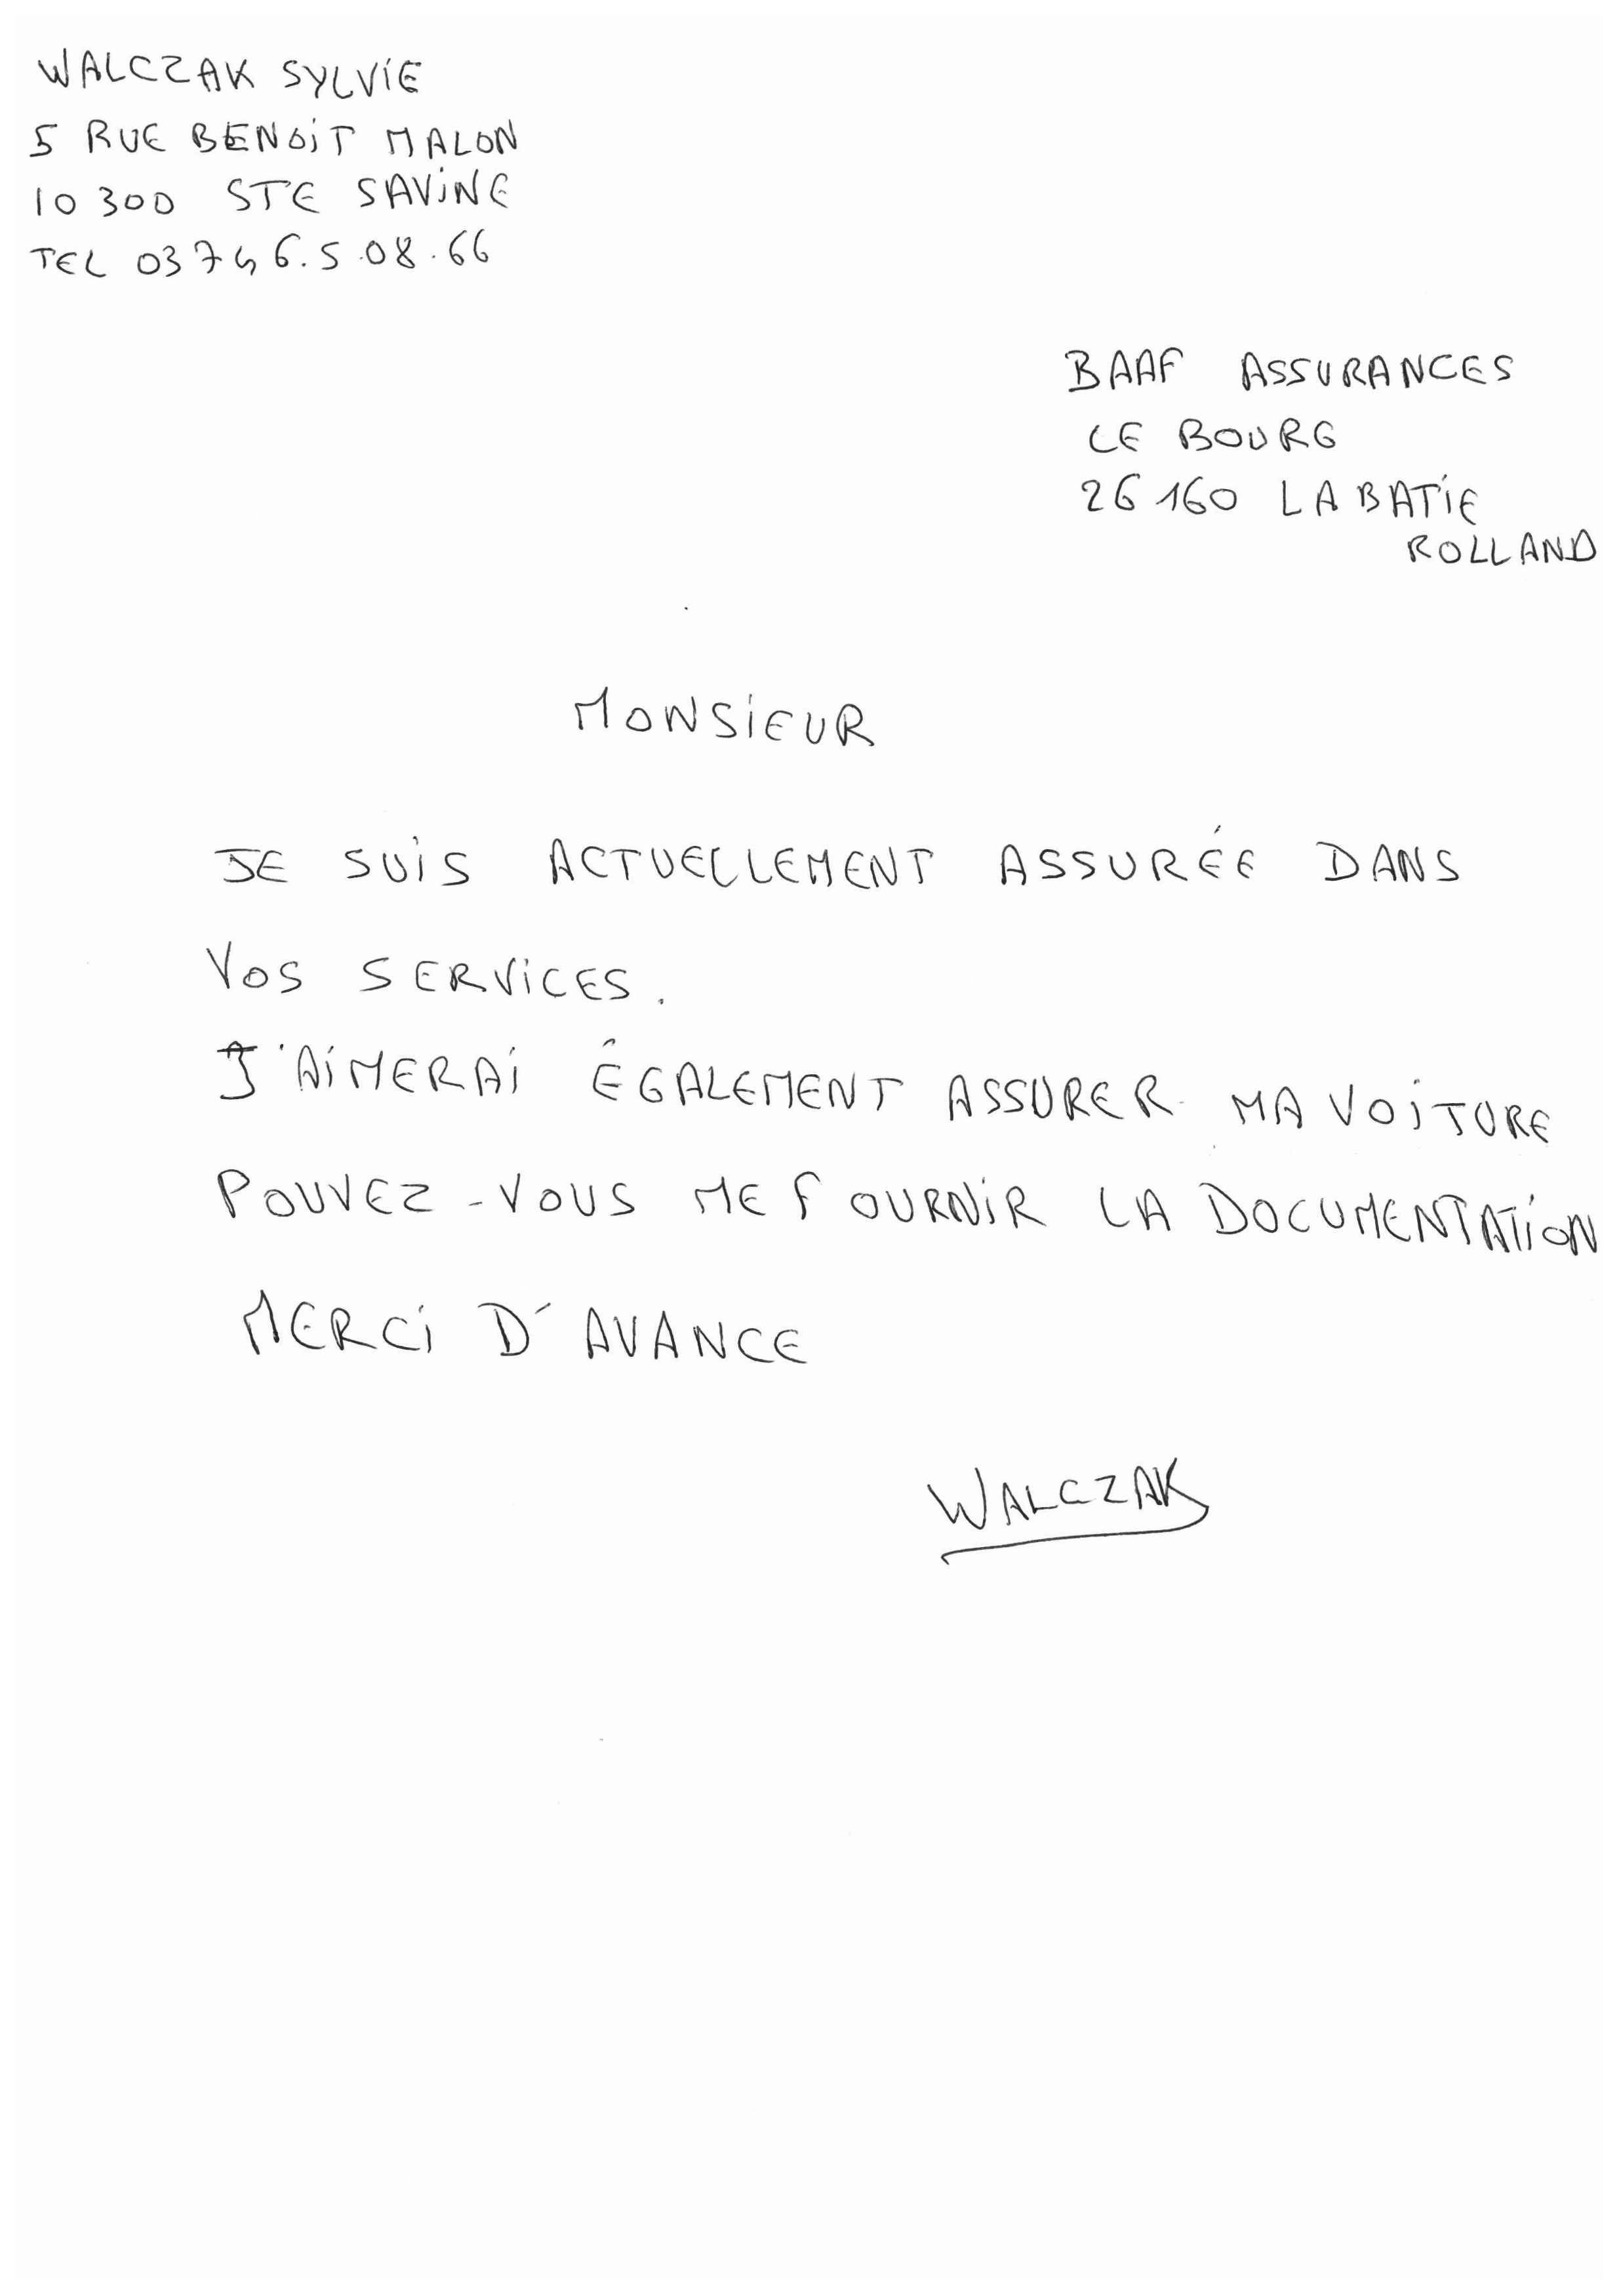 WALCZAK SYLVIE
5 RUE BENOIT MALON
10 300 STE SAVINE
TEL 03 74 6.5.08.66
BAAF ASSURANCES
LE BOURG
26 160 LA BATIE
ROLLAND
MONSIEUR
JE SUIS ACTUELLEMENT ASSURÉE DANS
VOS SERVICES.
J'AIMERAI ÉGALEMENT ASSURER MA VOITURE
POUVEZ-VOUS ME FOURNIR LA DOCUMENTATION
MERCI D'AVANCE
WALCZAK